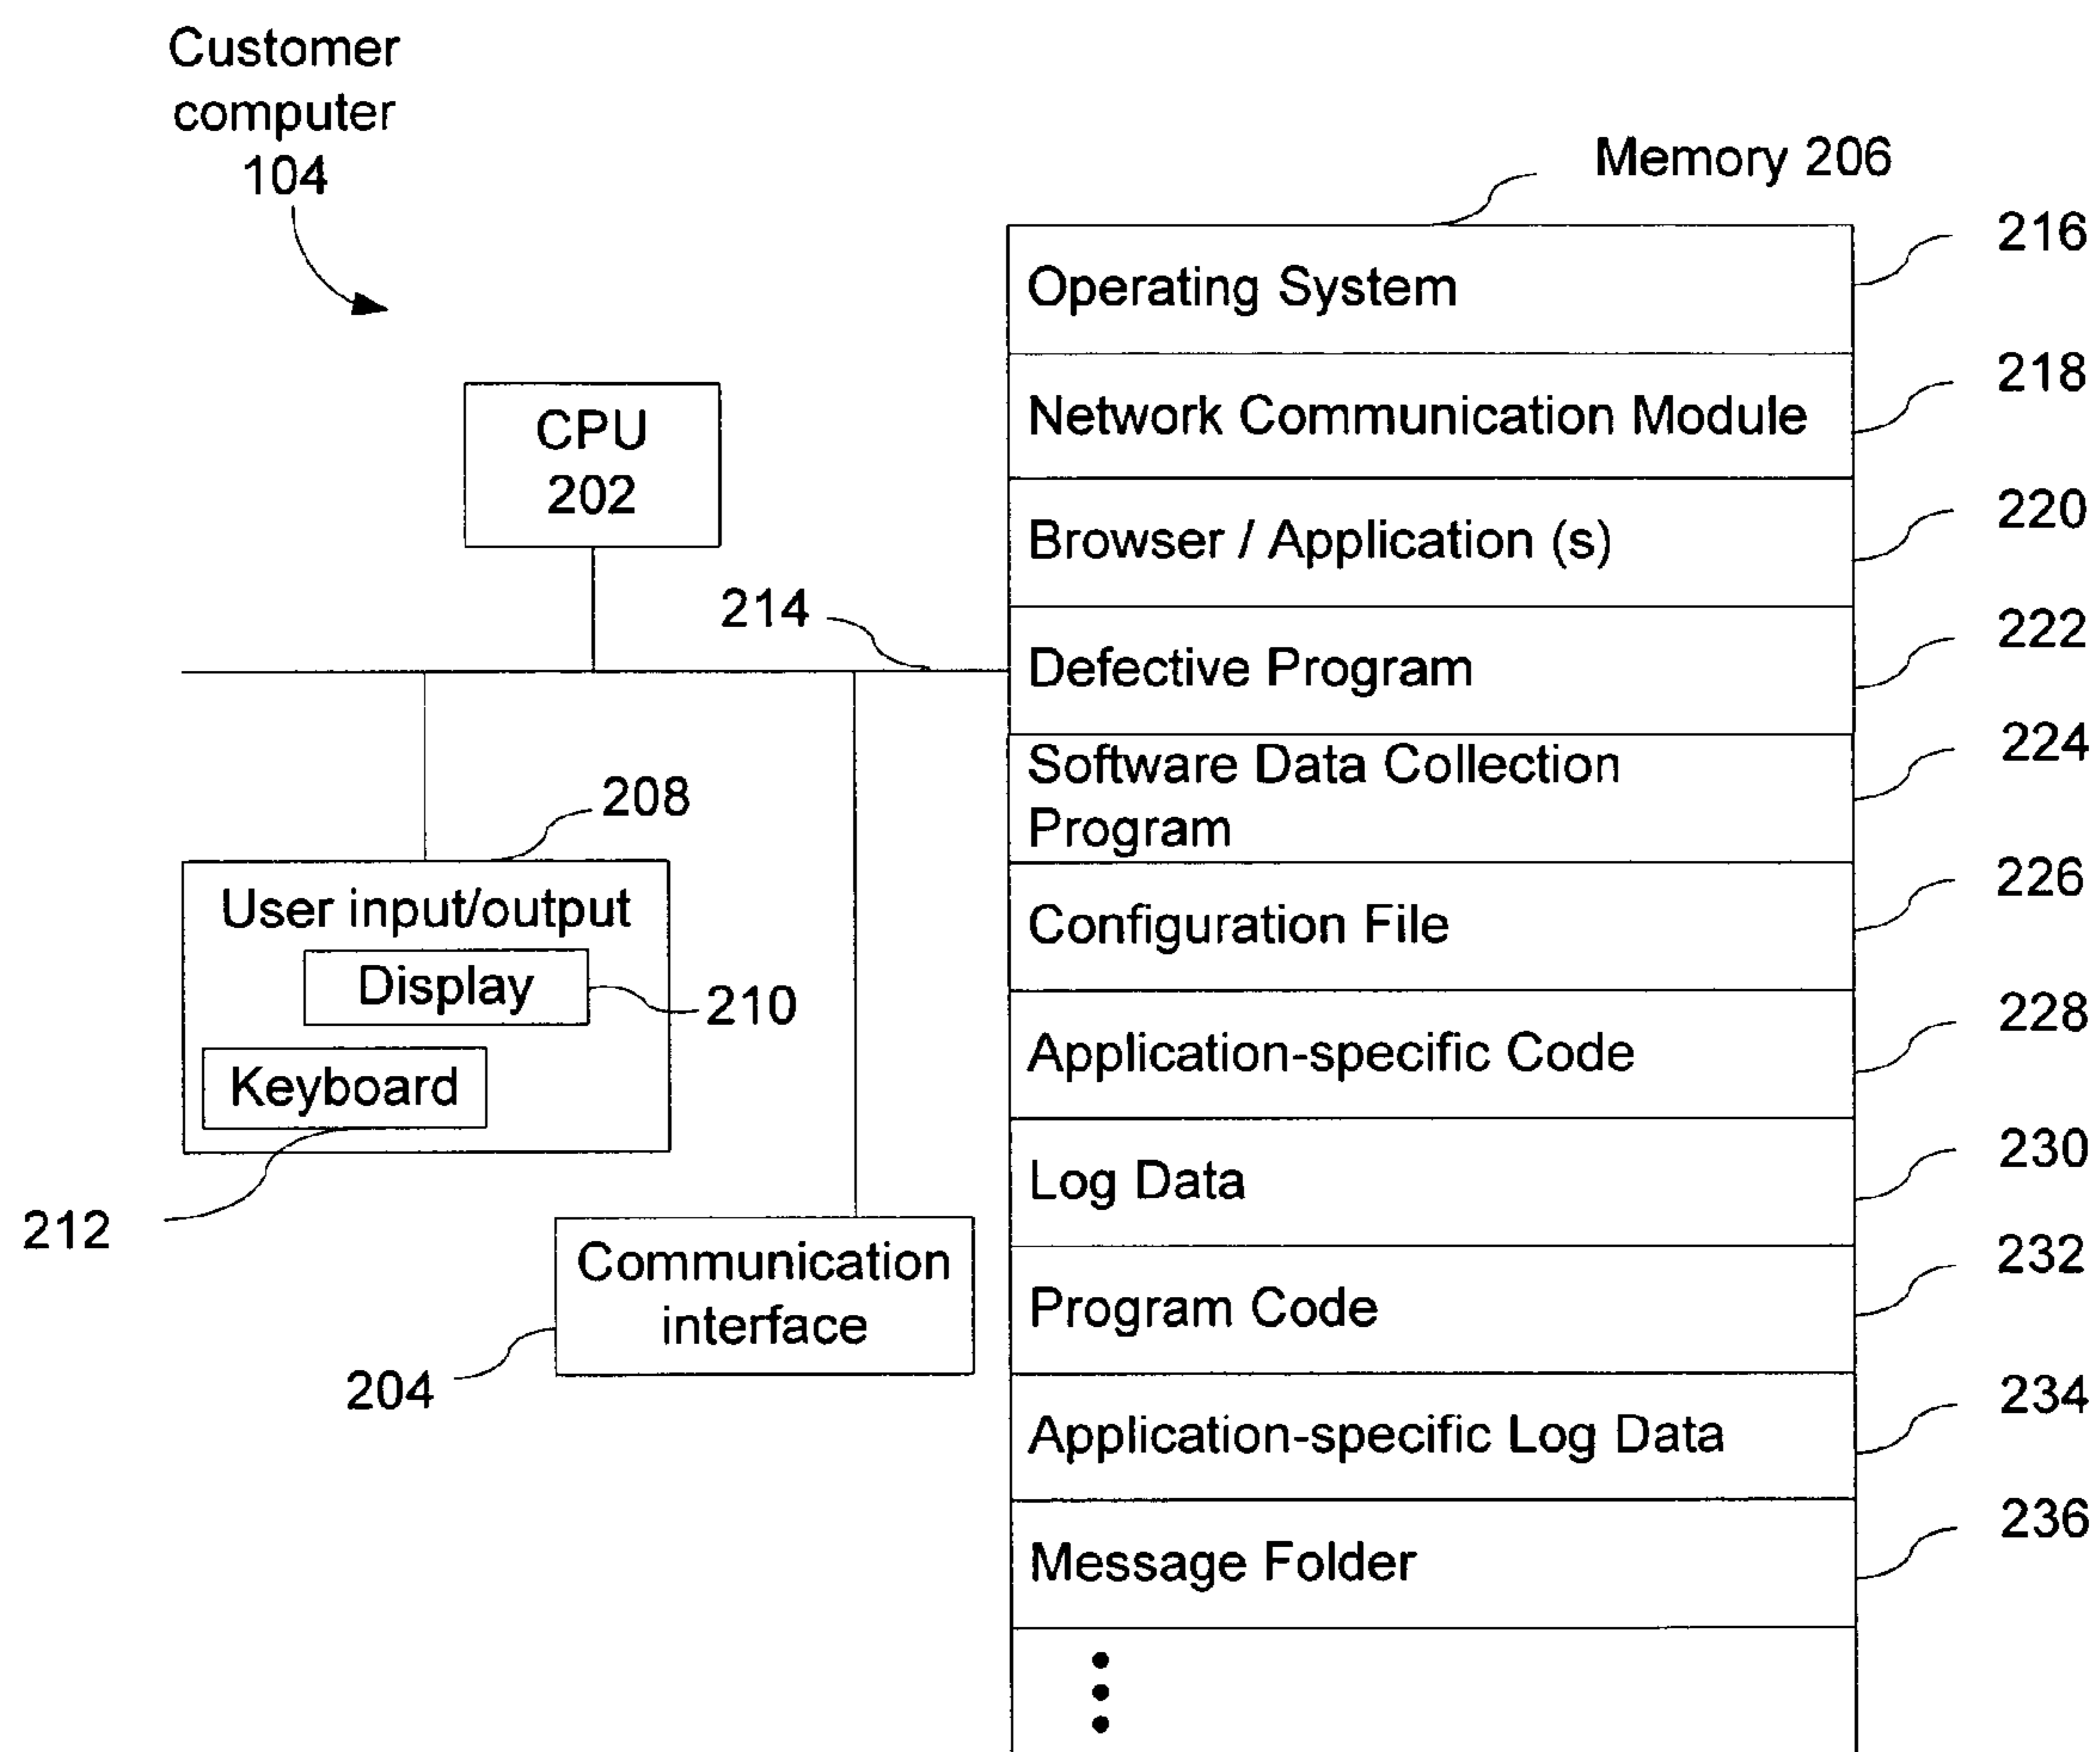 Customer
computer
104
Memory 206
216
Operating System
218
Network Communication Module
CPU
202
220
Browser / Application (s)
214
222
Defective Program
224
Software Data Collection
Program
208
226
User input/output
Configuration File
Display
210
228
Application-specific Code
Keyboard
230
Log Data
212
232
Communication
interface
Program Code
204
234
Application-specific Log Data
236
Message Folder